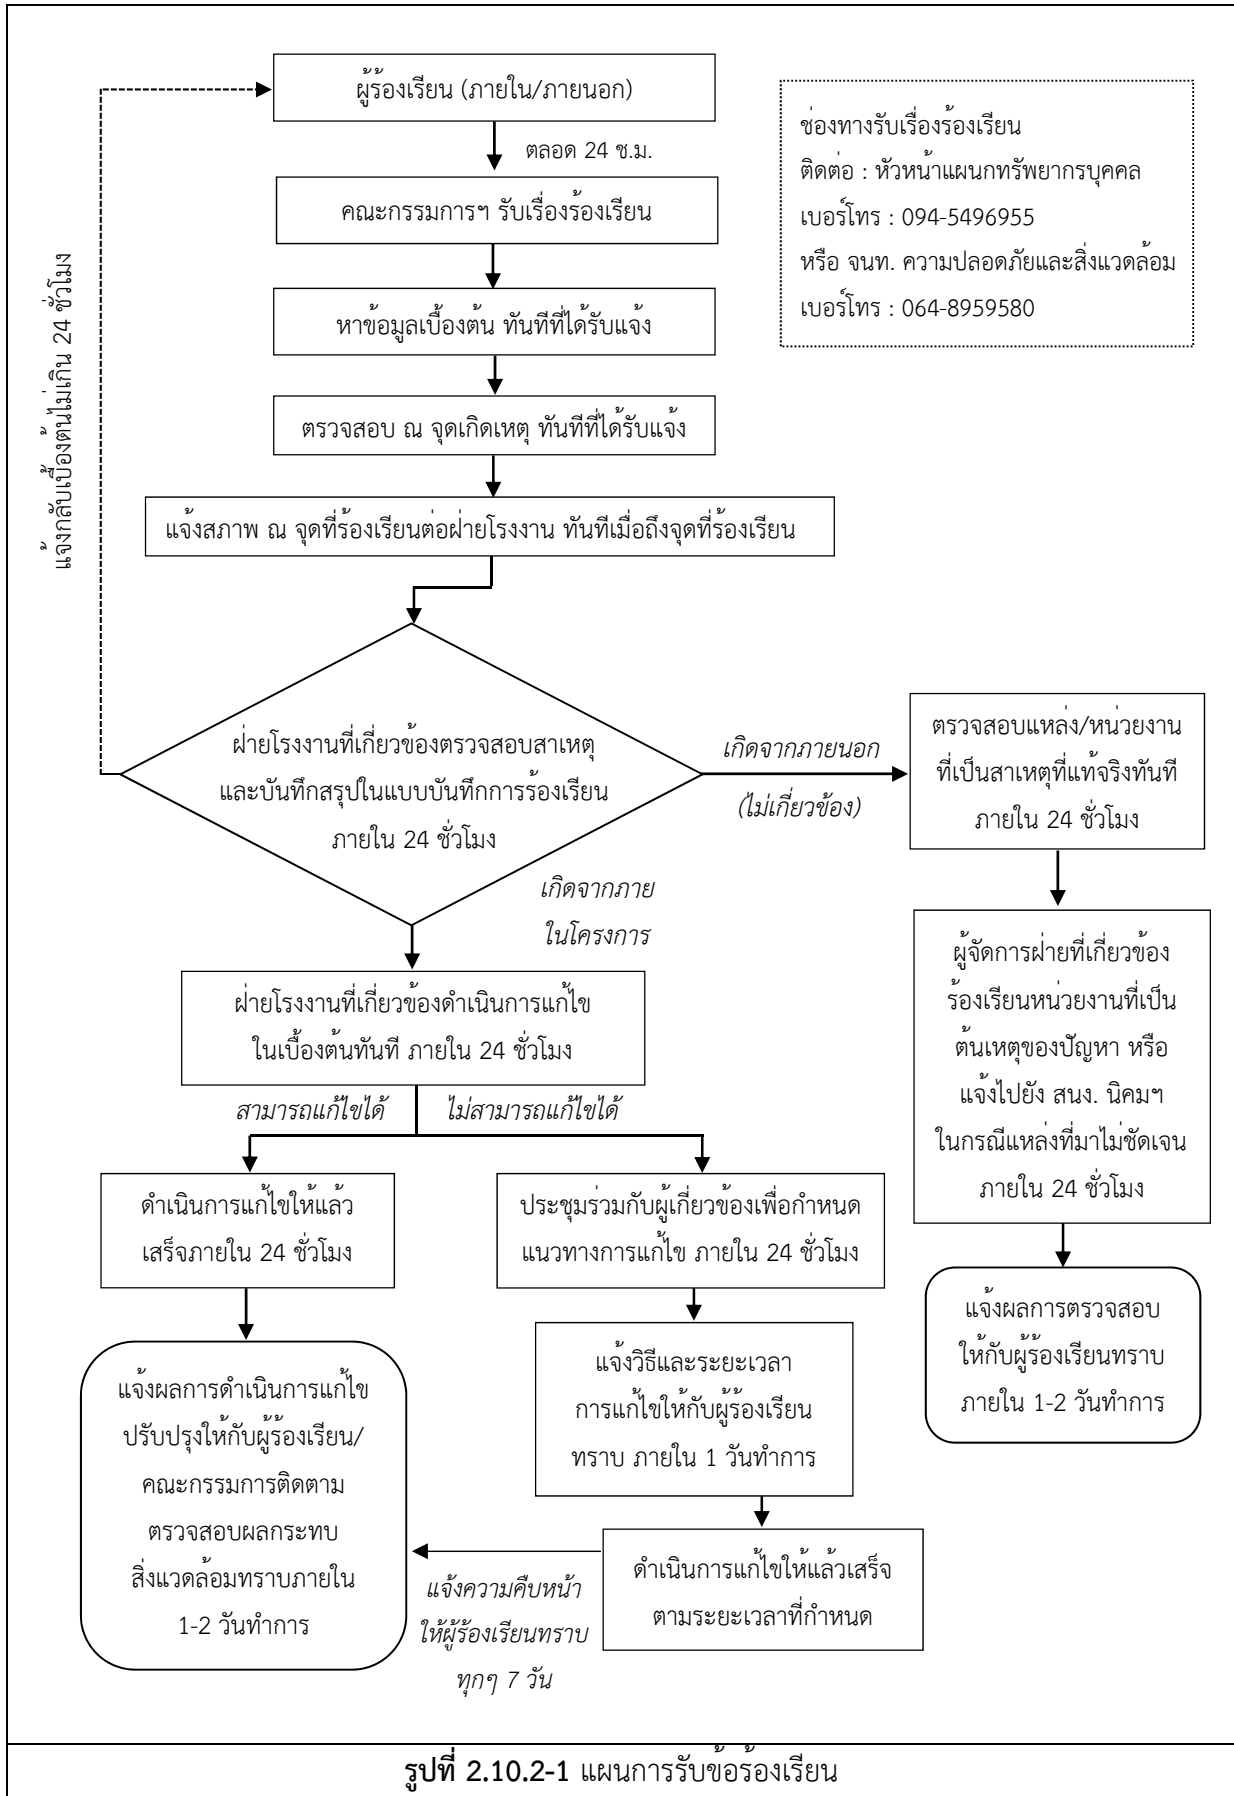 ผู้ร้องเรียน (ภายใน/ภายนอก)
ตลอด 24 ช.ม.
ช่องทางรับเรื่องร้องเรียน
ติดต่อ : หัวหน้าแผนกทรัพยากรบุคคล
เบอร์โทร : 094-5496955
หรือ จนท. ความปลอดภัยและสิ่งแวดล้อม
เบอร์โทร : 064-8959580
คณะกรรมการฯ รับเรื่องร้องเรียน
หาข้อมูลเบื้องต้น ทันทีที่ได้รับแจ้ง
ตรวจสอบ ณ จุดเกิดเหตุ ทันทีที่ได้รับแจ้ง
แจ้งกลับเบื้องต้นไม่เกิน 24 ชั่วโมง
แจ้งสภาพ ณ จุดที่ร้องเรียนต่อฝ่ายโรงงาน ทันทีเมื่อถึงจุดที่ร้องเรียน
ฝ่ายโรงงานที่เกี่ยวข้องตรวจสอบสาเหตุ
และบันทึกสรุปในแบบบันทึกการร้องเรียน
ภายใน 24 ชั่วโมง
เกิดจากภายนอก
(ไม่เกี่ยวข้อง)
ตรวจสอบแหล่ง/หน่วยงาน
ที่เป็นสาเหตุที่แท้จริงทันที
ภายใน 24 ชั่วโมง
เกิดจากภาย
ในโครงการ
ผู้จัดการฝ่ายที่เกี่ยวข้อง
ร้องเรียนหน่วยงานที่เป็น
ต้นเหตุของปัญหา หรือ
แจ้งไปยัง สนง. นิคมฯ
ในกรณีแหล่งที่มาไม่ชัดเจน
ภายใน 24 ชั่วโมง
ฝ่ายโรงงานที่เกี่ยวข้องดำเนินการแก้ไข
ในเบื้องต้นทันที ภายใน 24 ชั่วโมง
สามารถแก้ไขได้
ไม่สามารถแก้ไขได้
ดำเนินการแก้ไขให้แล้ว
เสร็จภายใน 24 ชั่วโมง
ประชุมร่วมกับผู้เกี่ยวข้องเพื่อกำหนด
แนวทางการแก้ไข ภายใน 24 ชั่วโมง
แจ้งผลการตรวจสอบ
ให้กับผู้ร้องเรียนทราบ
ภายใน 1-2 วันทำการ
แจ้งวิธีและระยะเวลา
การแก้ไขให้กับผู้ร้องเรียน
ทราบ ภายใน 1 วันทำการ
แจ้งผลการดำเนินการแก้ไข
ปรับปรุงให้กับผู้ร้องเรียน/
คณะกรรมการติดตาม
ตรวจสอบผลกระทบ
สิ่งแวดล้อมทราบภายใน
1-2 วันทำการ
ดำเนินการแก้ไขให้แล้วเสร็จ
ตามระยะเวลาที่กำหนด
แจ้งความคืบหน้า
ให้ผู้ร้องเรียนทราบ
ทุกๆ 7 วัน
รูปที่ 2.10.2-1 แผนการรับข้อร้องเรียน